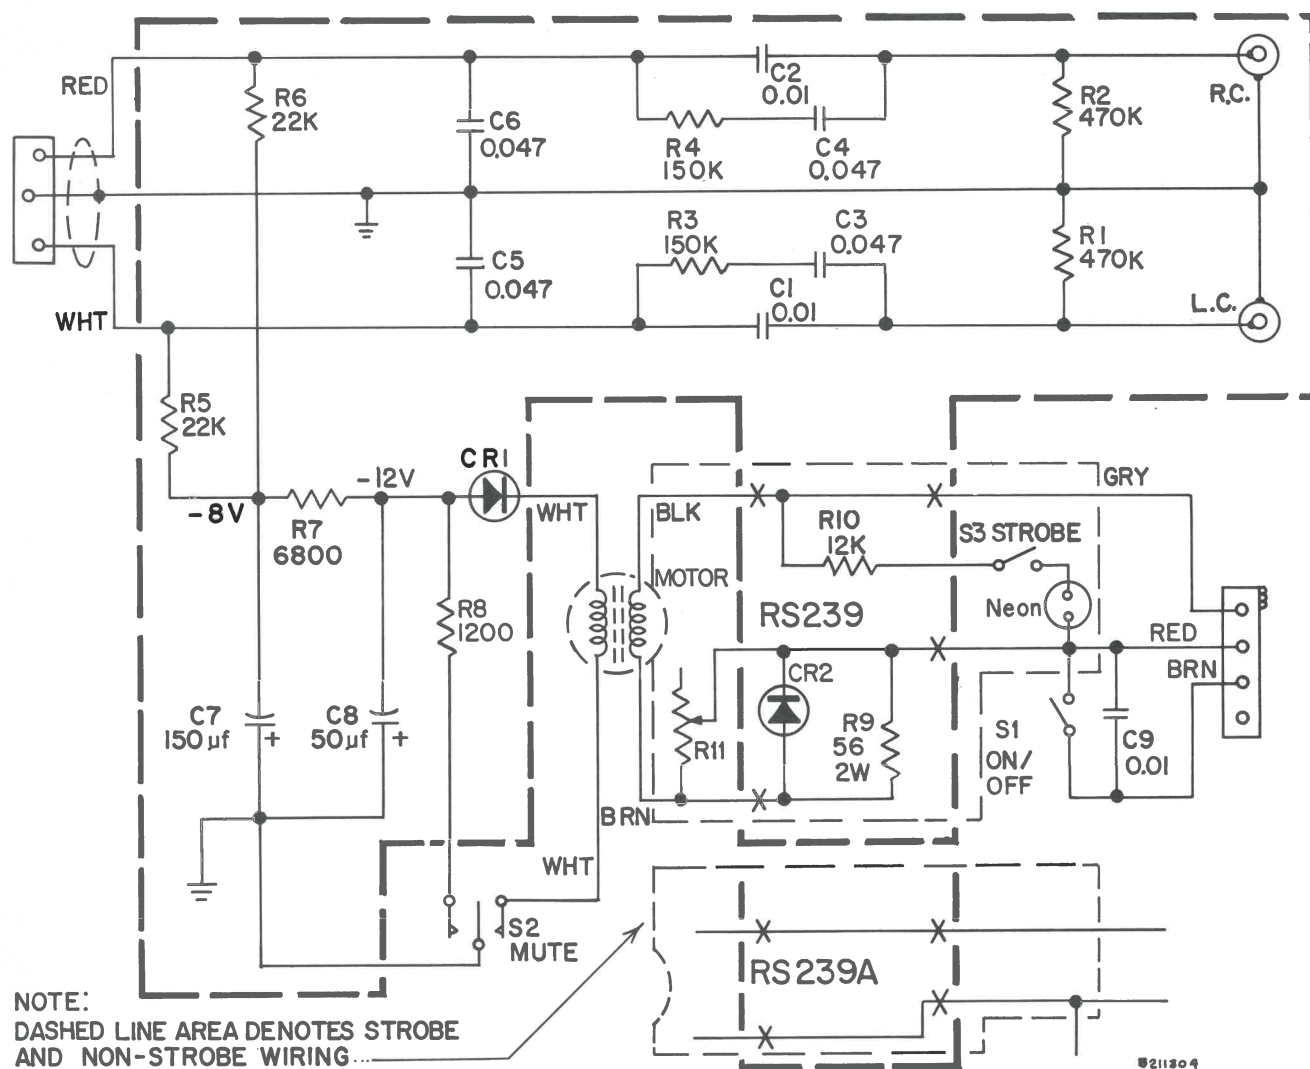 RED
R6
22K
C6
0.047
C2
0.01
R4
150K
C4
0.047
R2
470K
R.C.
R3
150K
C3
0.047
C5
0.047
C1
0.01
R1
470K
L.C.
WHT
R5
22K
-8V
R7
6800
-12V
CR1
WHT
R8
1200
BLK
MOTOR
R10
12K
S3 STROBE
GRY
RS239
Neon
RED
BRN
CR2
C7
150µf
+
C8
50µf
+
R11
R9
56
2W
S1
ON/
OFF
C9
0.01
BRN
WHT
S2
MUTE
RS239A
NOTE:
DASHED LINE AREA DENOTES STROBE
AND NON-STROBE WIRING...